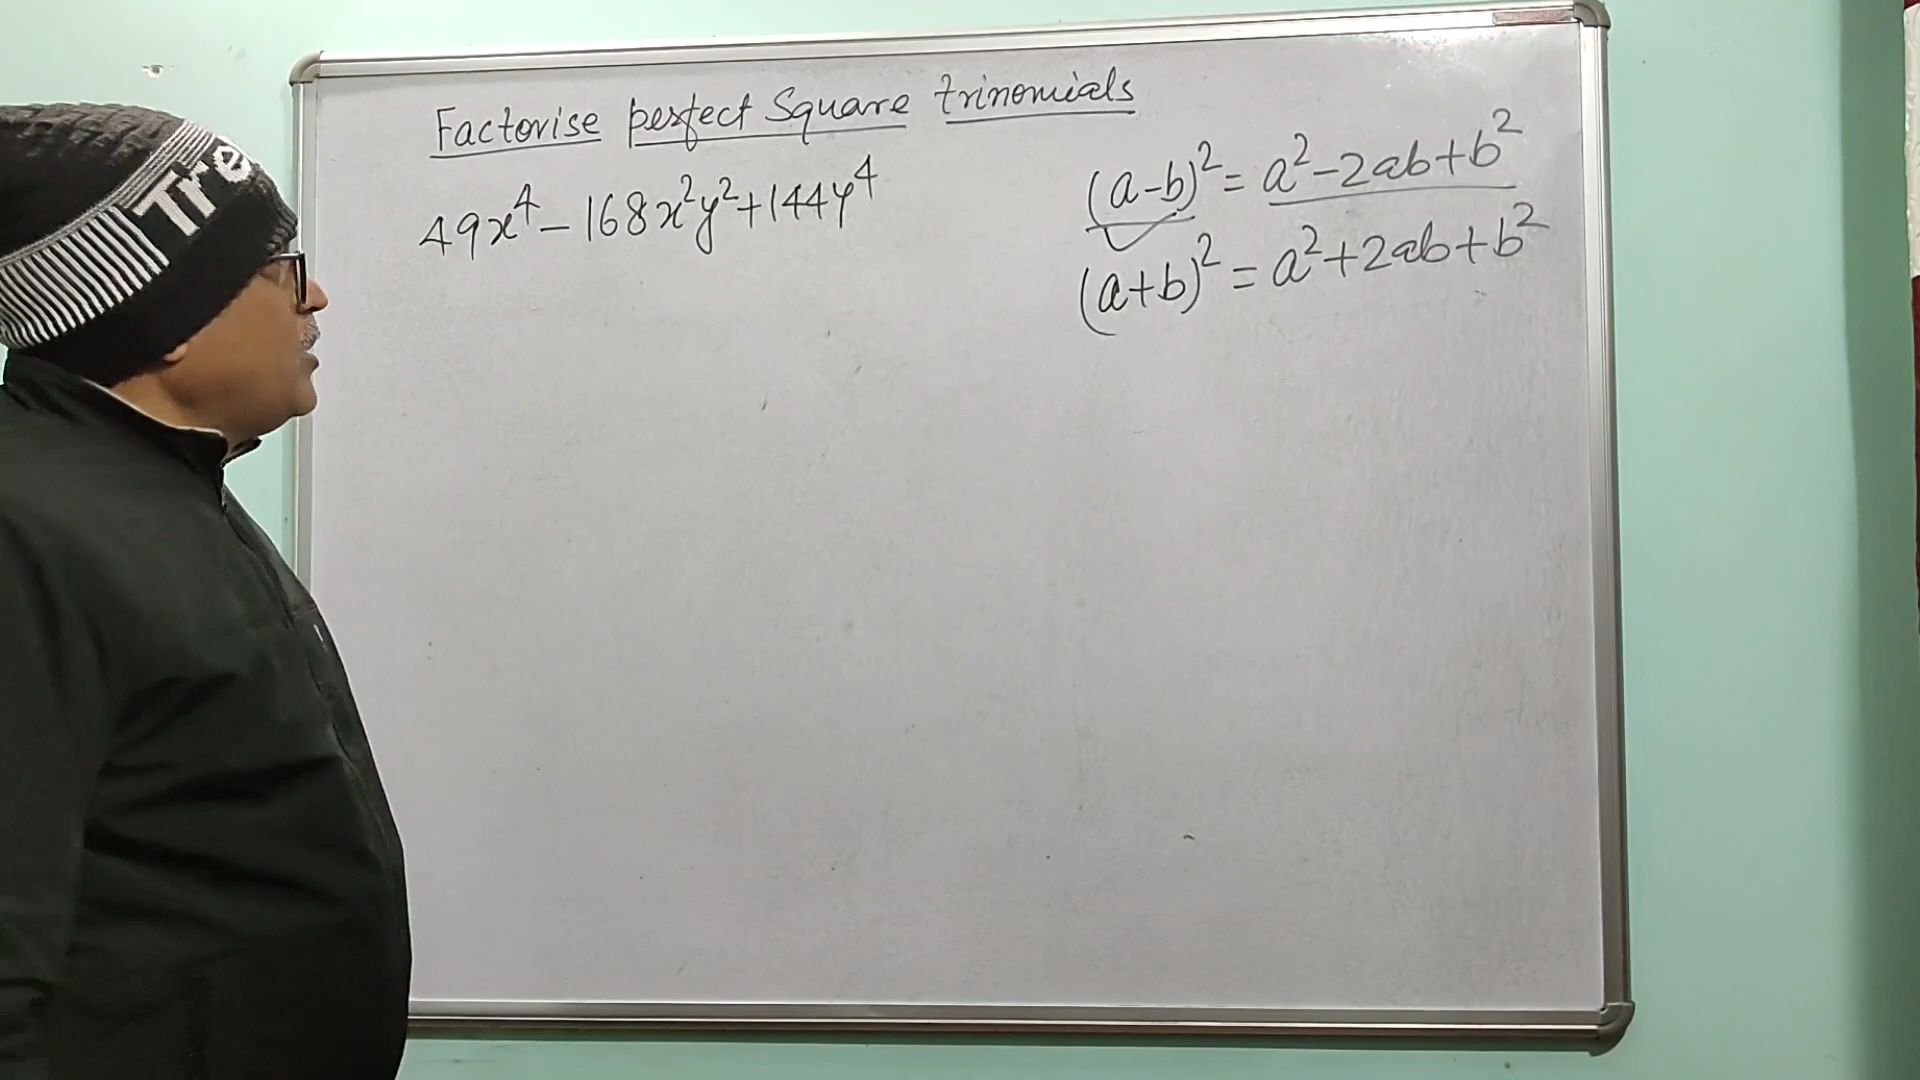 Factorise perfect Square trinomials
49x⁴ - 168x²y² + 144y⁴
(a-b)² = a² - 2ab + b²
(a+b)² = a² + 2ab + b²